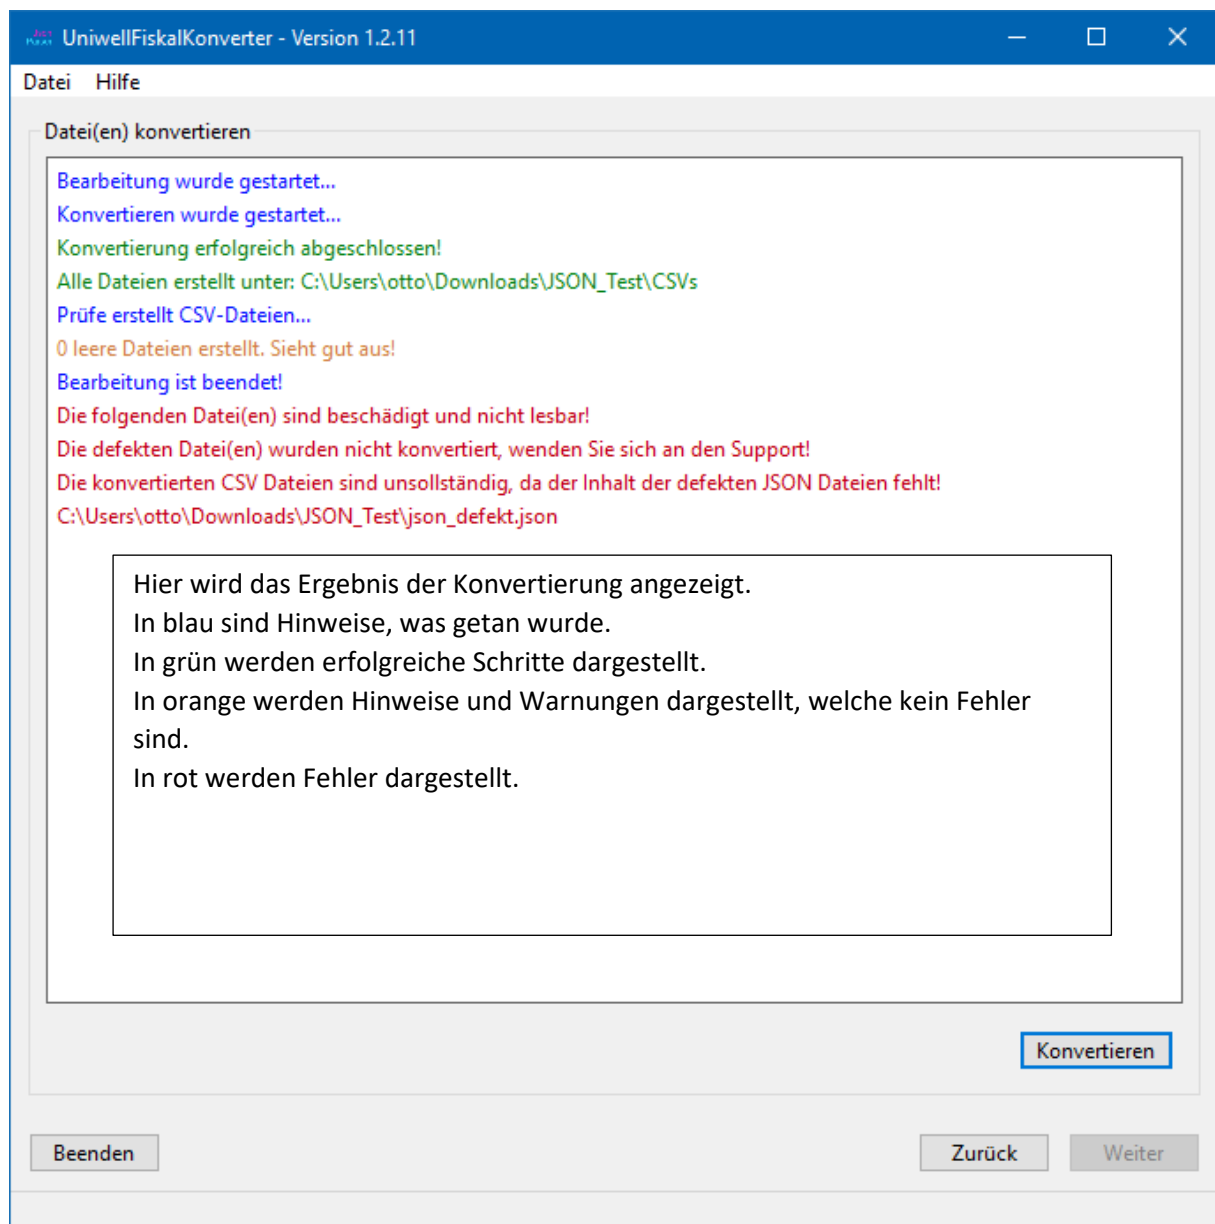 UniwellFiskalKonverter - Version 1.2.11
Datei Hilfe
Datei(en) konvertieren
Bearbeitung wurde gestartet...
Konvertieren wurde gestartet...
Konvertierung erfolgreich abgeschlossen!
Alle Dateien erstellt unter: C:\Users\otto\Downloads\JSON_Test\CSVs
Prüfe erstellt CSV-Dateien...
0 leere Dateien erstellt. Sieht gut aus!
Bearbeitung ist beendet!
Die folgenden Datei(en) sind beschädigt und nicht lesbar!
Die defekten Datei(en) wurden nicht konvertiert, wenden Sie sich an den Support!
Die konvertierten CSV Dateien sind unsollständig, da der Inhalt der defekten JSON Dateien fehlt!
C:\Users\otto\Downloads\JSON_Test\json_defekt.json
Hier wird das Ergebnis der Konvertierung angezeigt.
In blau sind Hinweise, was getan wurde.
In grün werden erfolgreiche Schritte dargestellt.
In orange werden Hinweise und Warnungen dargestellt, welche kein Fehler
sind.
In rot werden Fehler dargestellt.
Konvertieren
Beenden Zurück Weiter